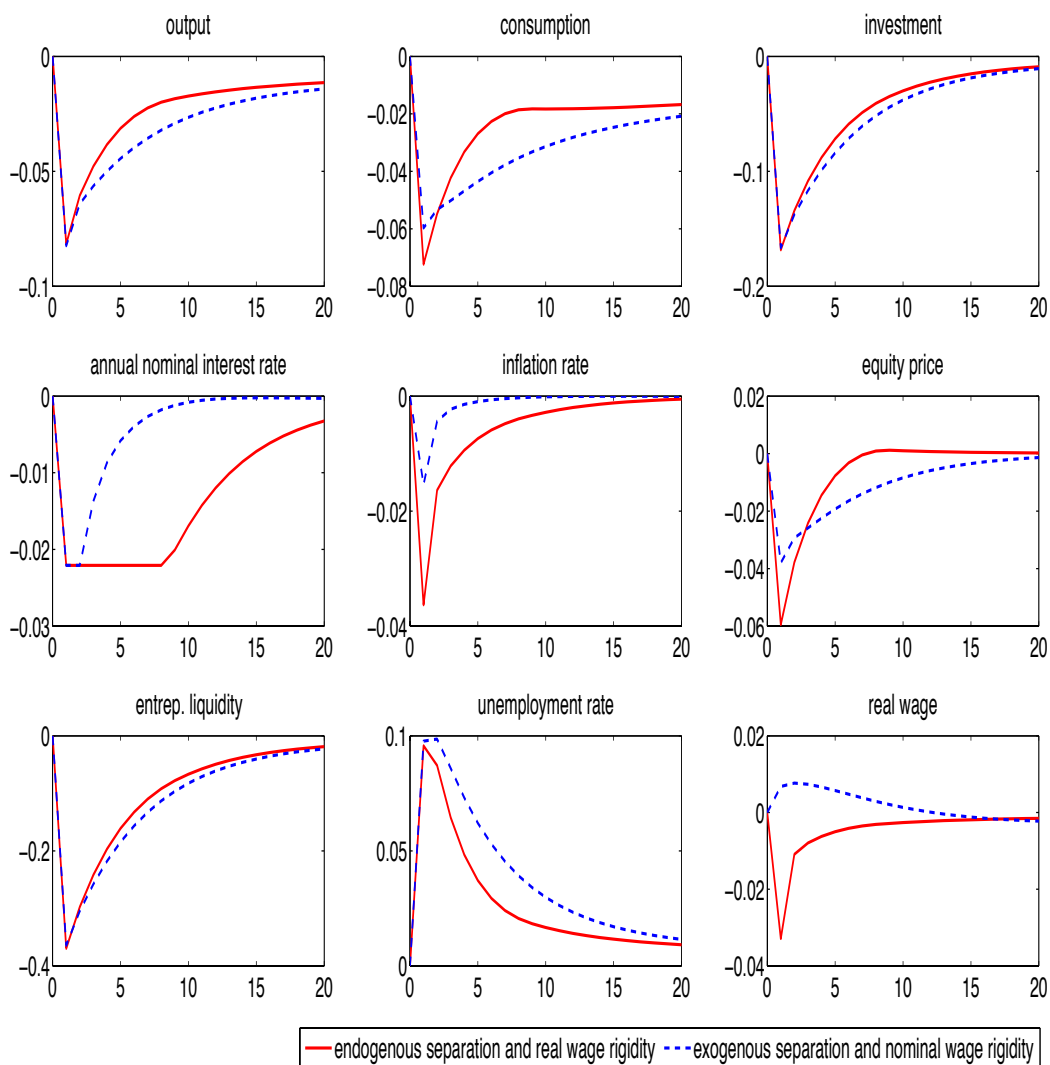 output consumption investment
0 0 0
−0.02
−0.05 −0.04 −0.1
−0.06
−0.1 −0.08 −0.2
0 5 10 15 20 0 5 10 15 20 0 5 10 15 20
annual nominal interest rate inflation rate equity price
0 0 0.02
−0.01 0
−0.02 −0.02
−0.02 −0.04
−0.03 −0.04 −0.06
0 5 10 15 20 0 5 10 15 20 0 5 10 15 20
entrep. liquidity unemployment rate real wage
0 0.1 0.02
0
−0.2 0.05
−0.02
−0.4 0 −0.04
0 5 10 15 20 0 5 10 15 20 0 5 10 15 20
endogenous separation and real wage rigidity exogenous separation and nominal wage rigidity